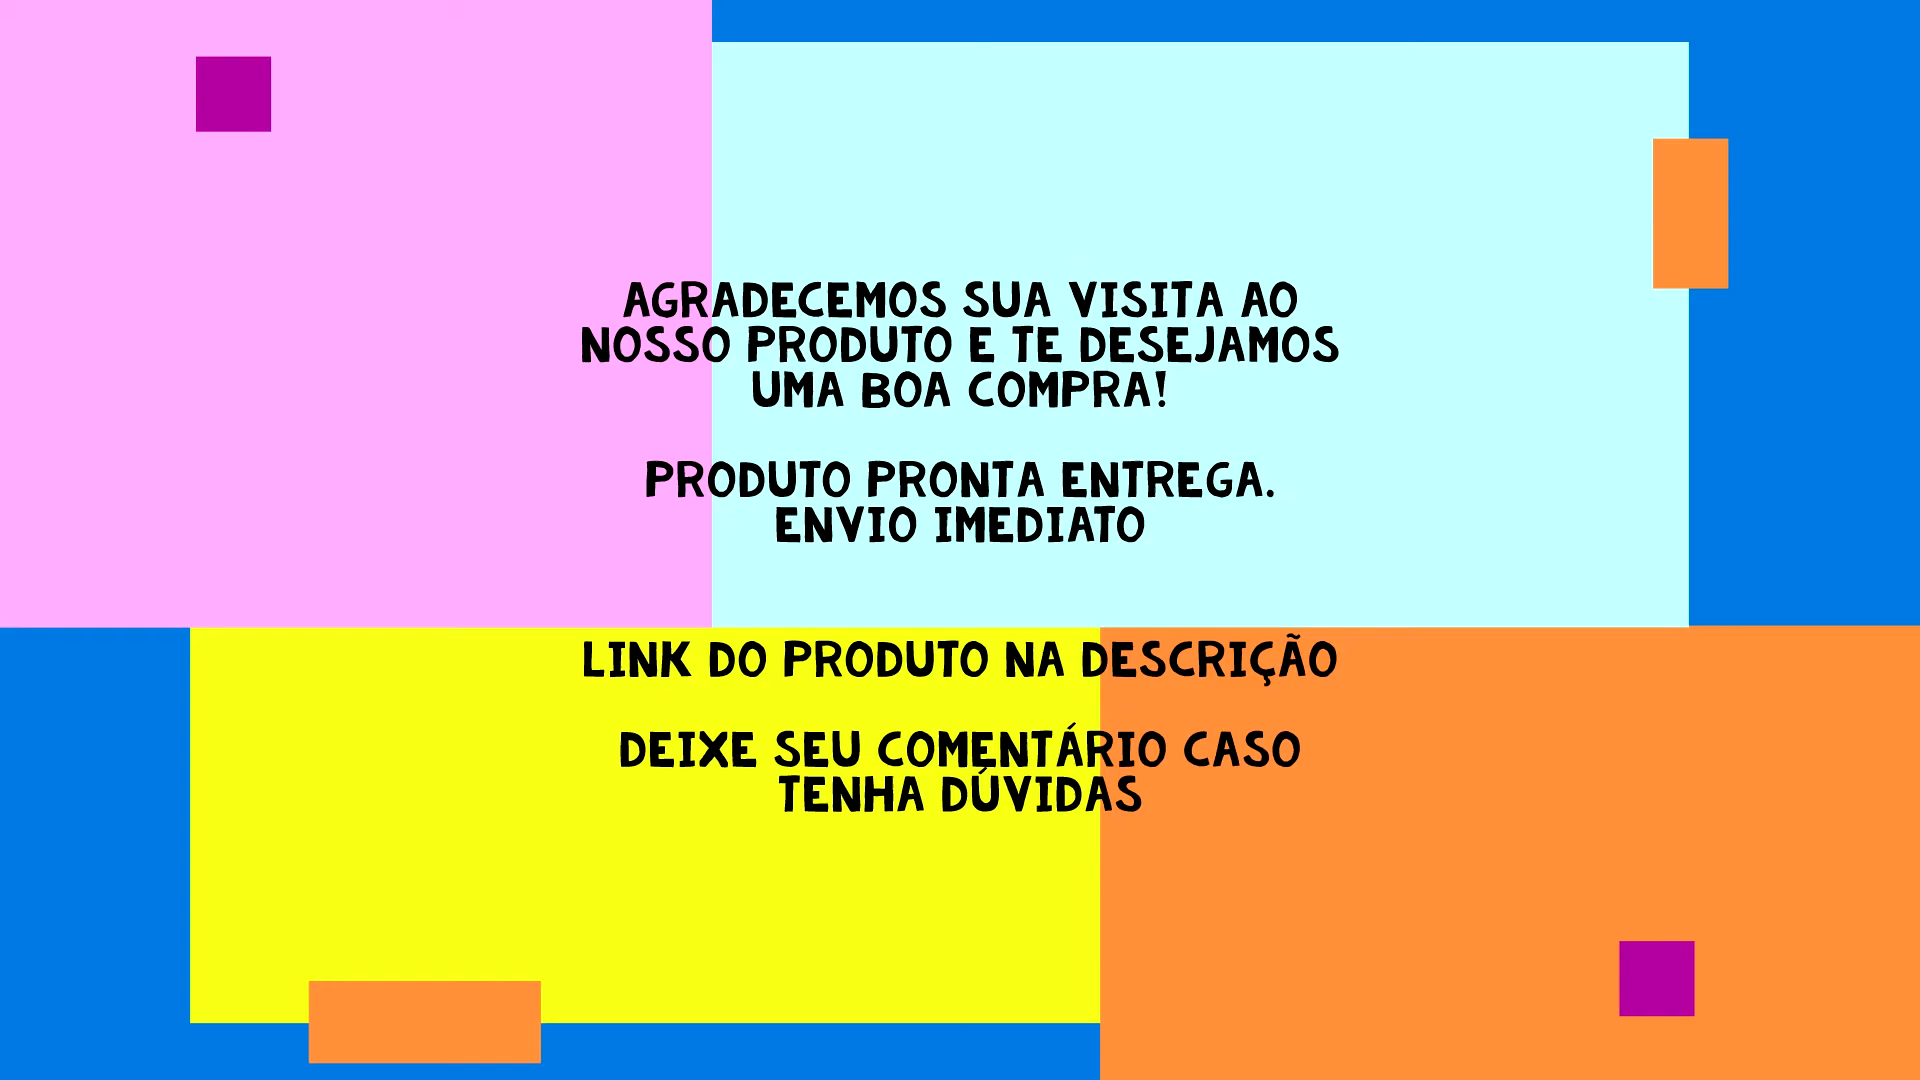 AGRADECEMOS SUA VISITA AO
NOSSO PRODUTO E TE DESEJAMOS
UMA BOA COMPRA!
PRODUTO PRONTA ENTREGA.
ENVIO IMEDIATO
LINK DO PRODUTO NA DESCRIÇÃO
DEIXE SEU COMENTÁRIO CASO
TENHA DÚVIDAS